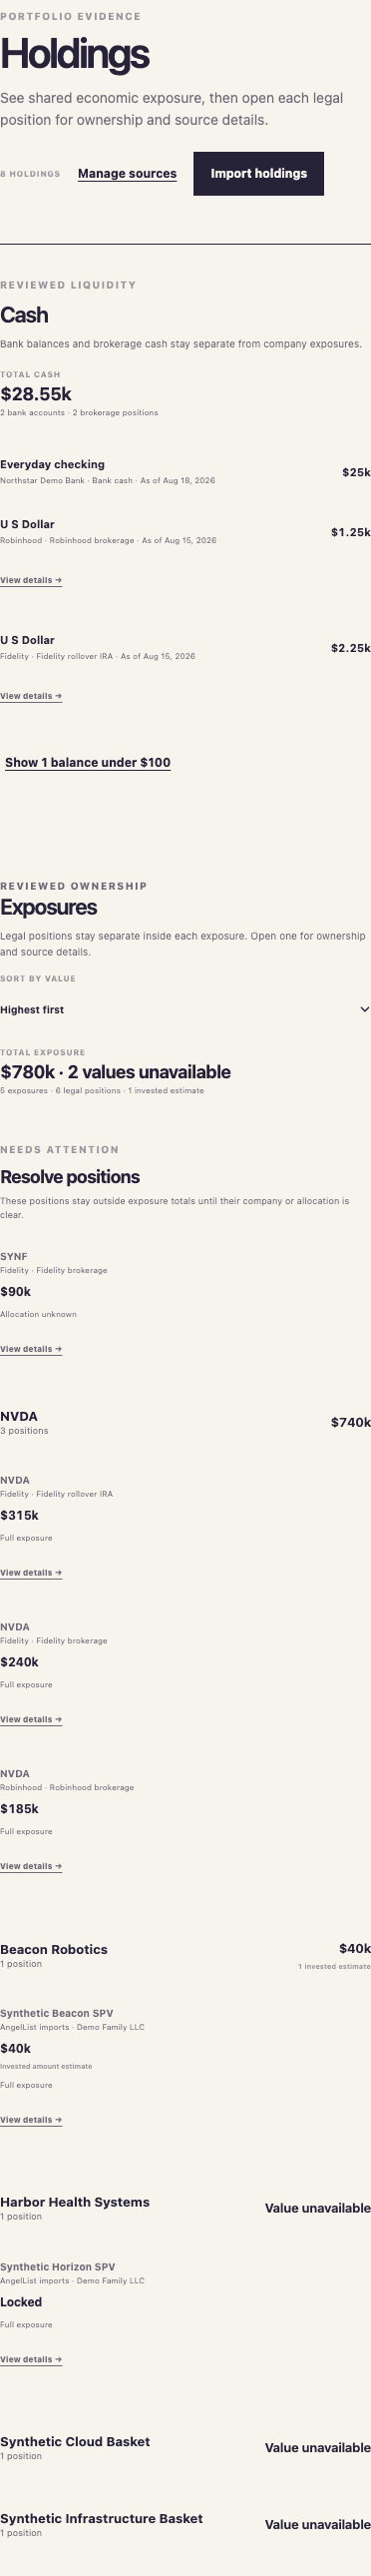 PORTFOLIO EVIDENCE
Holdings
See shared economic exposure, then open each legal
position for ownership and source details.
8 HOLDINGS
Manage sources
Import holdings
REVIEWED LIQUIDITY
Cash
Bank balances and brokerage cash stay separate from company exposures.
TOTAL CASH
$28.55k
2 bank accounts · 2 brokerage positions
Everyday checking
$25k
Northstar Demo Bank · Bank cash · As of Aug 18, 2026
U S Dollar
$1.25k
Robinhood · Robinhood brokerage · As of Aug 15, 2026
View details →
U S Dollar
$2.25k
Fidelity · Fidelity rollover IRA · As of Aug 15, 2026
View details →
Show 1 balance under $100
REVIEWED OWNERSHIP
Exposures
Legal positions stay separate inside each exposure. Open one for ownership
and source details.
SORT BY VALUE
Highest first
TOTAL EXPOSURE
$780k · 2 values unavailable
5 exposures · 6 legal positions · 1 invested estimate
NEEDS ATTENTION
Resolve positions
These positions stay outside exposure totals until their company or allocation is
clear.
SYNF
Fidelity · Fidelity brokerage
$90k
Allocation unknown
View details →
NVDA
$740k
3 positions
NVDA
Fidelity · Fidelity rollover IRA
$315k
Full exposure
View details →
NVDA
Fidelity · Fidelity brokerage
$240k
Full exposure
View details →
NVDA
Robinhood · Robinhood brokerage
$185k
Full exposure
View details →
Beacon Robotics
$40k
1 position
1 invested estimate
Synthetic Beacon SPV
AngelList imports · Demo Family LLC
$40k
Invested amount estimate
Full exposure
View details →
Harbor Health Systems
Value unavailable
1 position
Synthetic Horizon SPV
AngelList imports · Demo Family LLC
Locked
Full exposure
View details →
Synthetic Cloud Basket
Value unavailable
1 position
Synthetic Infrastructure Basket
Value unavailable
1 position